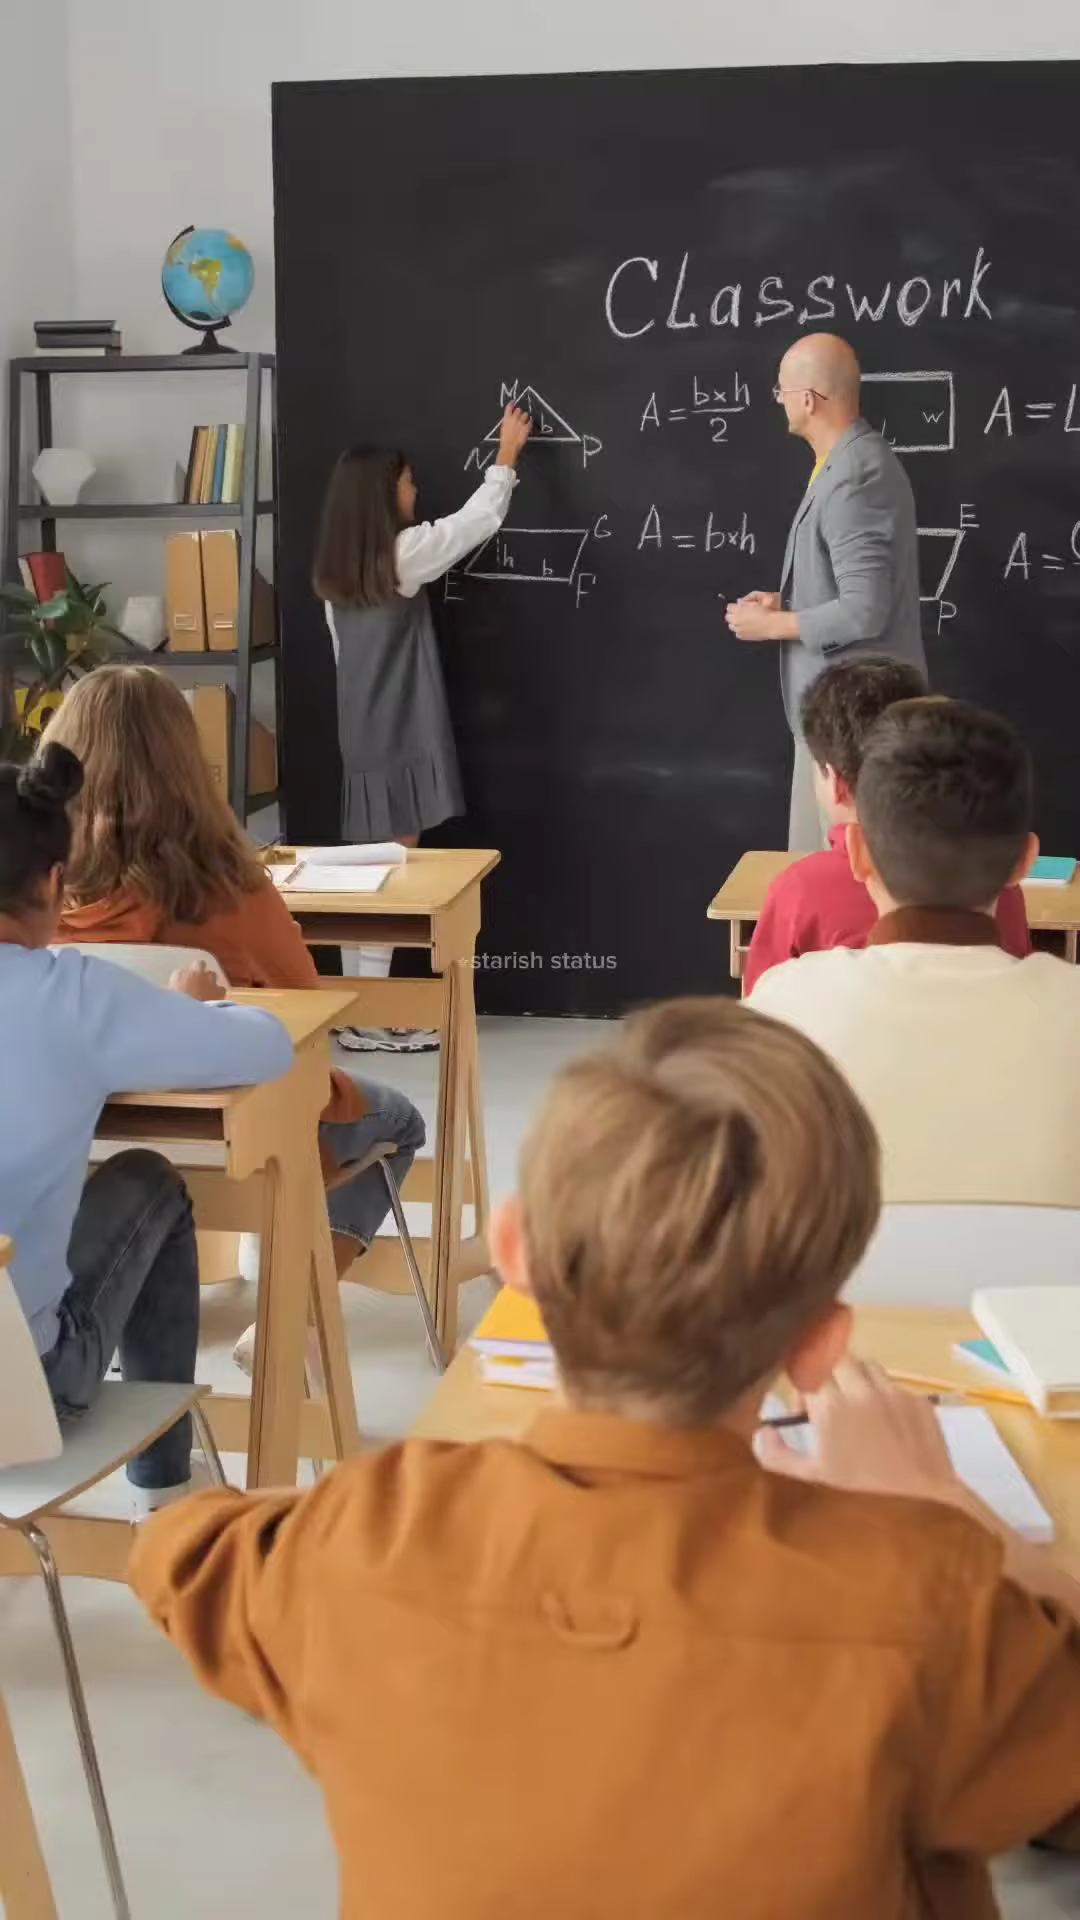 CLasswork
M
N P
b
A = b×h/2
L W
A = L
G
E F
h b
A = b×h
E
P
A =
☆starish status